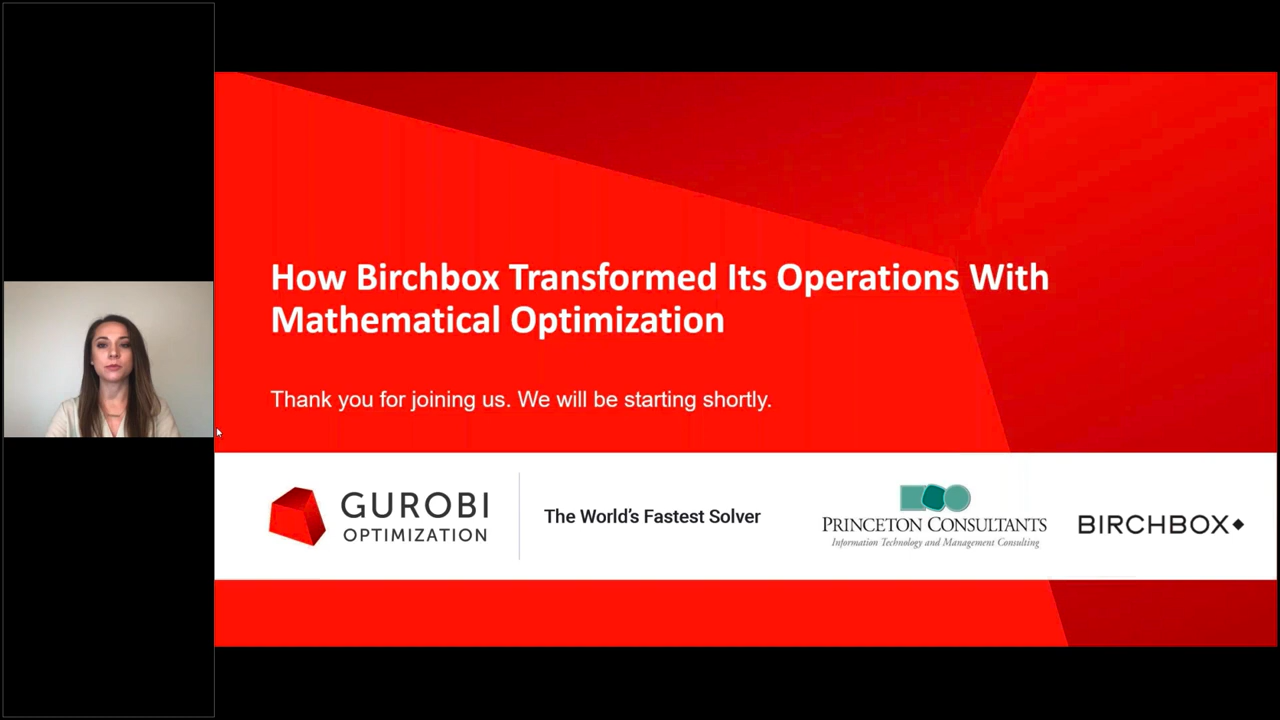 How Birchbox Transformed Its Operations With
Mathematical Optimization
Thank you for joining us. We will be starting shortly.
GUROBI
OPTIMIZATION
The World's Fastest Solver
PRINCETON CONSULTANTS
Information Technology and Management Consulting
BIRCHBOX